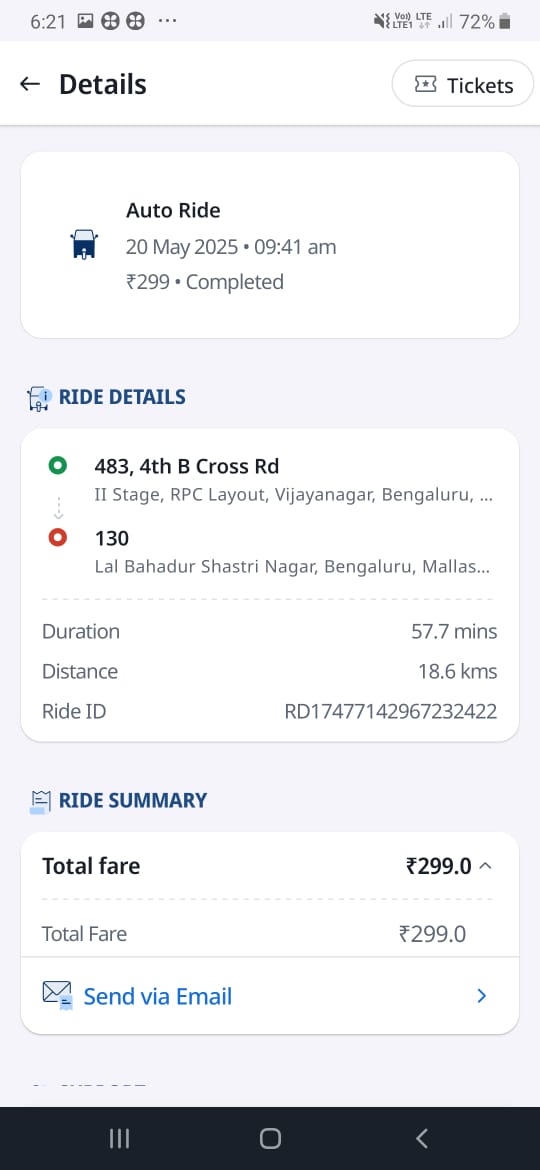 6:21 ··· Vo)) LTE LTE1 72%
Details
Tickets
Auto Ride
20 May 2025 • 09:41 am
₹299 • Completed
RIDE DETAILS
483, 4th B Cross Rd
II Stage, RPC Layout, Vijayanagar, Bengaluru, ...
130
Lal Bahadur Shastri Nagar, Bengaluru, Mallas...
Duration 57.7 mins
Distance 18.6 kms
Ride ID RD17477142967232422
RIDE SUMMARY
Total fare ₹299.0
Total Fare ₹299.0
Send via Email